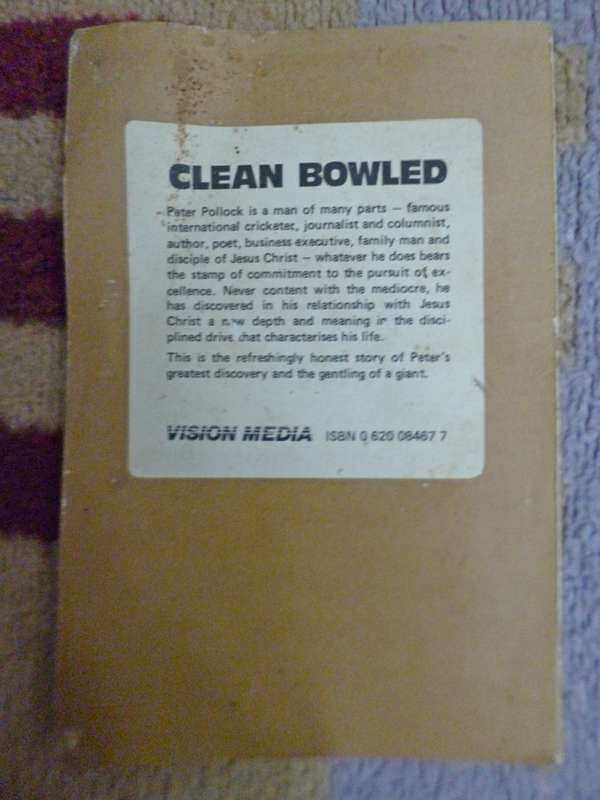 CLEAN BOWLED
Peter Pollock is a man of many parts — famous
international cricketer, journalist and columnist,
author, poet, business executive, family man and
disciple of Jesus Christ — whatever he does bears
the stamp of commitment to the pursuit of ex-
cellence. Never content with the mediocre, he
has discovered in his relationship with Jesus
Christ a new depth and meaning in the disci-
plined drive that characterises his life.
This is the refreshingly honest story of Peter's
greatest discovery and the gentling of a giant.
VISION MEDIA ISBN 0 620 08467 7